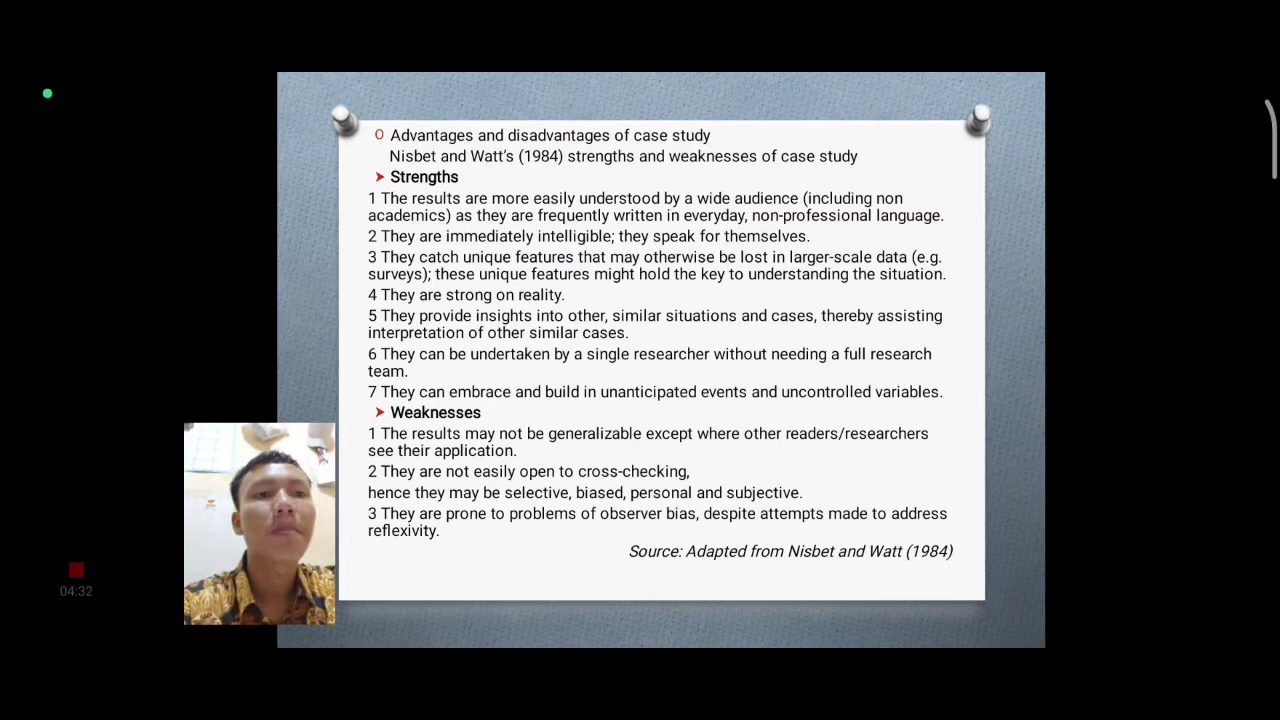 O Advantages and disadvantages of case study
Nisbet and Watt's (1984) strengths and weaknesses of case study
Strengths
1 The results are more easily understood by a wide audience (including non
academics) as they are frequently written in everyday, non-professional language.
2 They are immediately intelligible; they speak for themselves.
3 They catch unique features that may otherwise be lost in larger-scale data (e.g.
surveys); these unique features might hold the key to understanding the situation.
4 They are strong on reality.
5 They provide insights into other, similar situations and cases, thereby assisting
interpretation of other similar cases.
6 They can be undertaken by a single researcher without needing a full research
team.
7 They can embrace and build in unanticipated events and uncontrolled variables.
Weaknesses
1 The results may not be generalizable except where other readers/researchers
see their application.
2 They are not easily open to cross-checking,
hence they may be selective, biased, personal and subjective.
3 They are prone to problems of observer bias, despite attempts made to address
reflexivity.
Source: Adapted from Nisbet and Watt (1984)
04:32